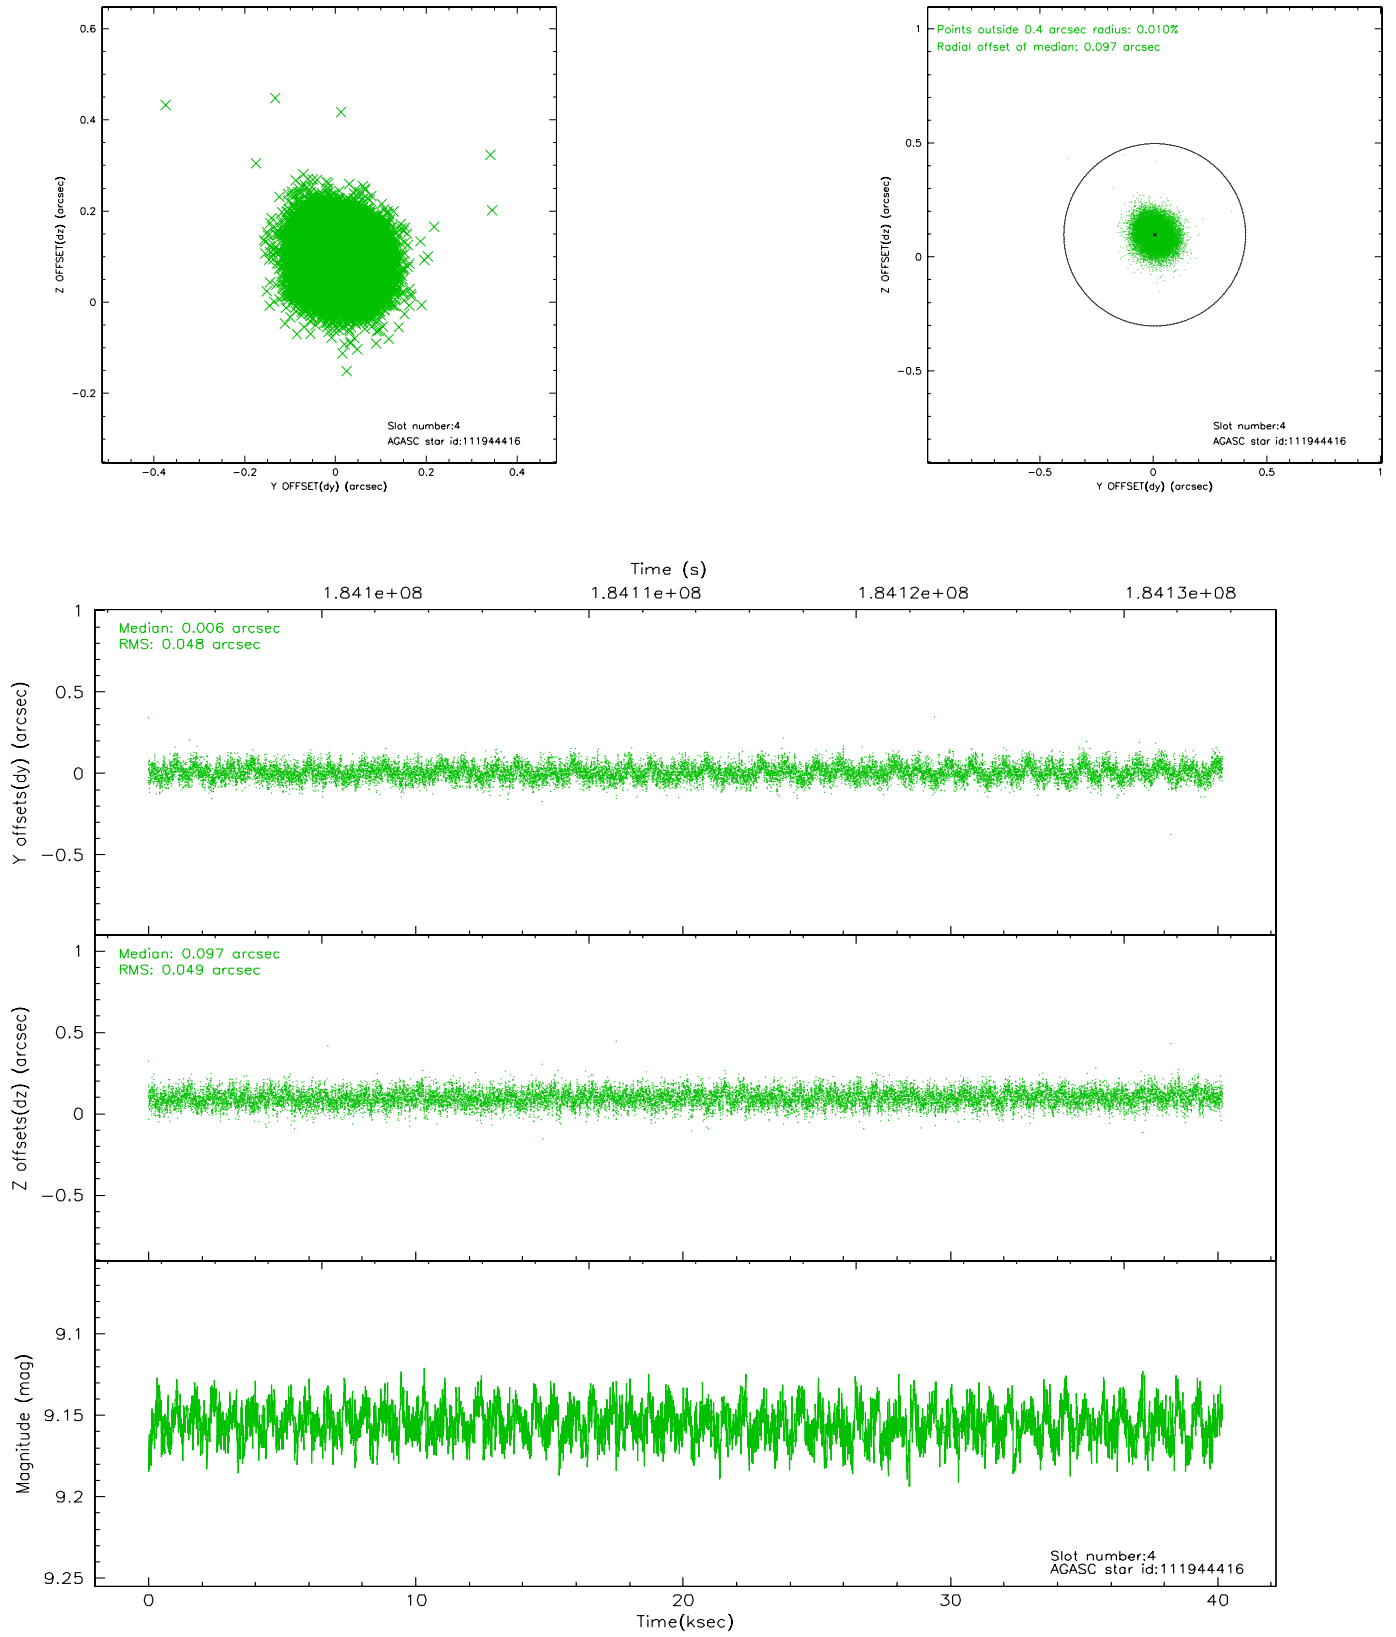 0.6
0.4
0.2
0
−0.2
Z OFFSET(dz) (arcsec)
−0.4 −0.2 0 0.2 0.4
Y OFFSET(dy) (arcsec)
Slot number:4
AGASC star id:111944416
Points outside 0.4 arcsec radius: 0.010%
Radial offset of median: 0.097 arcsec
1
0.5
0
−0.5
Z OFFSET(dz) (arcsec)
−0.5 0 0.5 1
Y OFFSET(dy) (arcsec)
Slot number:4
AGASC star id:111944416
Time (s)
1.841e+08 1.8411e+08 1.8412e+08 1.8413e+08
Median: 0.006 arcsec
RMS: 0.048 arcsec
1
0.5
0
−0.5
Y offsets(dy) (arcsec)
Median: 0.097 arcsec
RMS: 0.049 arcsec
1
0.5
0
−0.5
Z offsets(dz) (arcsec)
9.1
9.15
9.2
9.25
Magnitude (mag)
Slot number:4
AGASC star id:111944416
0 10 20 30 40
Time(ksec)